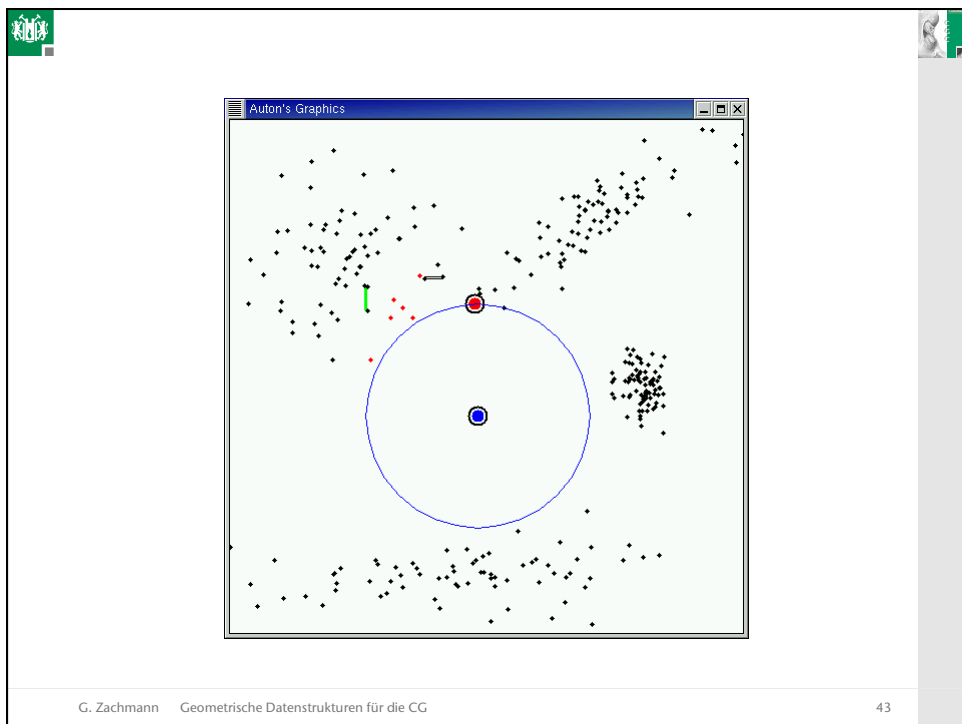 Auton's Graphics
G. Zachmann Geometrische Datenstrukturen für die CG 43